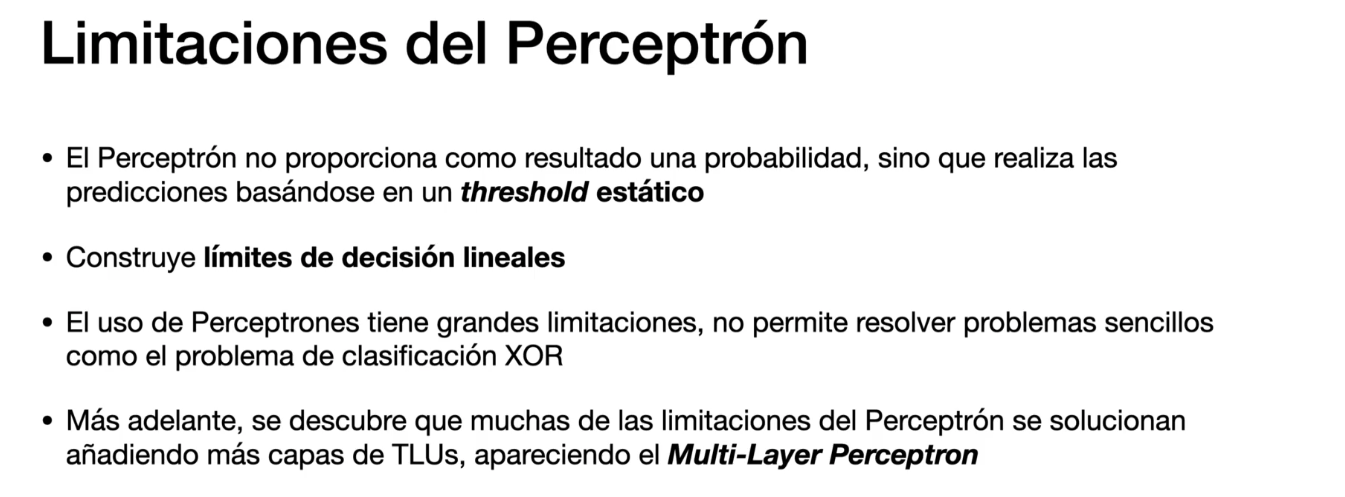 Limitaciones del Perceptrón
• El Perceptrón no proporciona como resultado una probabilidad, sino que realiza las
predicciones basándose en un threshold estático
• Construye límites de decisión lineales
• El uso de Perceptrones tiene grandes limitaciones, no permite resolver problemas sencillos
como el problema de clasificación XOR
• Más adelante, se descubre que muchas de las limitaciones del Perceptrón se solucionan
añadiendo más capas de TLUs, apareciendo el Multi-Layer Perceptron